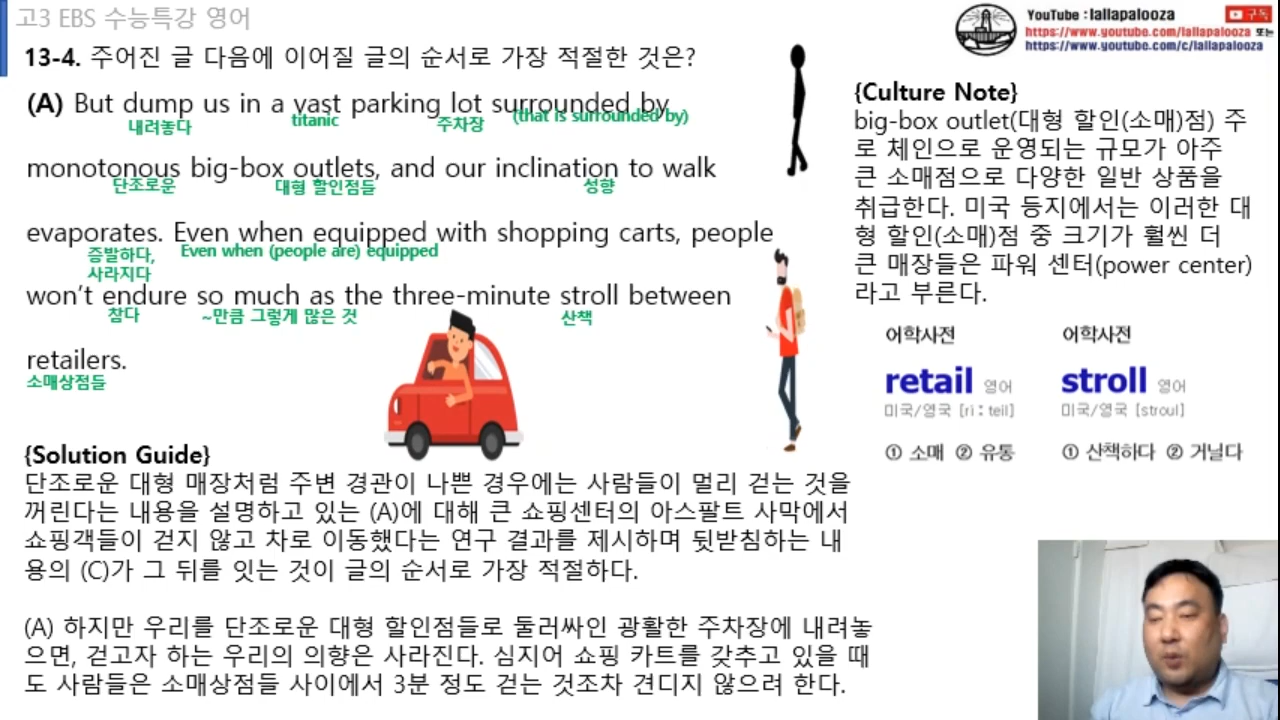 고3 EBS 수능특강 영어
YouTube : lallapalooza
구독
https://www.youtube.com/lallapalooza 또는
https://www.youtube.com/c/lallapalooza
13-4. 주어진 글 다음에 이어질 글의 순서로 가장 적절한 것은?
(A) But dump us in a vast parking lot surrounded by
내려놓다 titanic 주차장 (that is surrounded by)
monotonous big-box outlets, and our inclination to walk
단조로운 대형 할인점들 성향
evaporates. Even when equipped with shopping carts, people
증발하다, Even when (people are) equipped
사라지다
won't endure so much as the three-minute stroll between
참다 ~만큼 그렇게 많은 것 산책
retailers.
소매상점들
{Solution Guide}
단조로운 대형 매장처럼 주변 경관이 나쁜 경우에는 사람들이 멀리 걷는 것을
꺼린다는 내용을 설명하고 있는 (A)에 대해 큰 쇼핑센터의 아스팔트 사막에서
쇼핑객들이 걷지 않고 차로 이동했다는 연구 결과를 제시하며 뒷받침하는 내
용의 (C)가 그 뒤를 잇는 것이 글의 순서로 가장 적절하다.
(A) 하지만 우리를 단조로운 대형 할인점들로 둘러싸인 광활한 주차장에 내려놓
으면, 걷고자 하는 우리의 의향은 사라진다. 심지어 쇼핑 카트를 갖추고 있을 때
도 사람들은 소매상점들 사이에서 3분 정도 걷는 것조차 견디지 않으려 한다.
{Culture Note}
big-box outlet(대형 할인(소매)점) 주
로 체인으로 운영되는 규모가 아주
큰 소매점으로 다양한 일반 상품을
취급한다. 미국 등지에서는 이러한 대
형 할인(소매)점 중 크기가 훨씬 더
큰 매장들은 파워 센터(power center)
라고 부른다.
어학사전 어학사전
retail 영어 stroll 영어
미국/영국 [riːteil] 미국/영국 [stroul]
① 소매 ② 유통 ① 산책하다 ② 거닐다